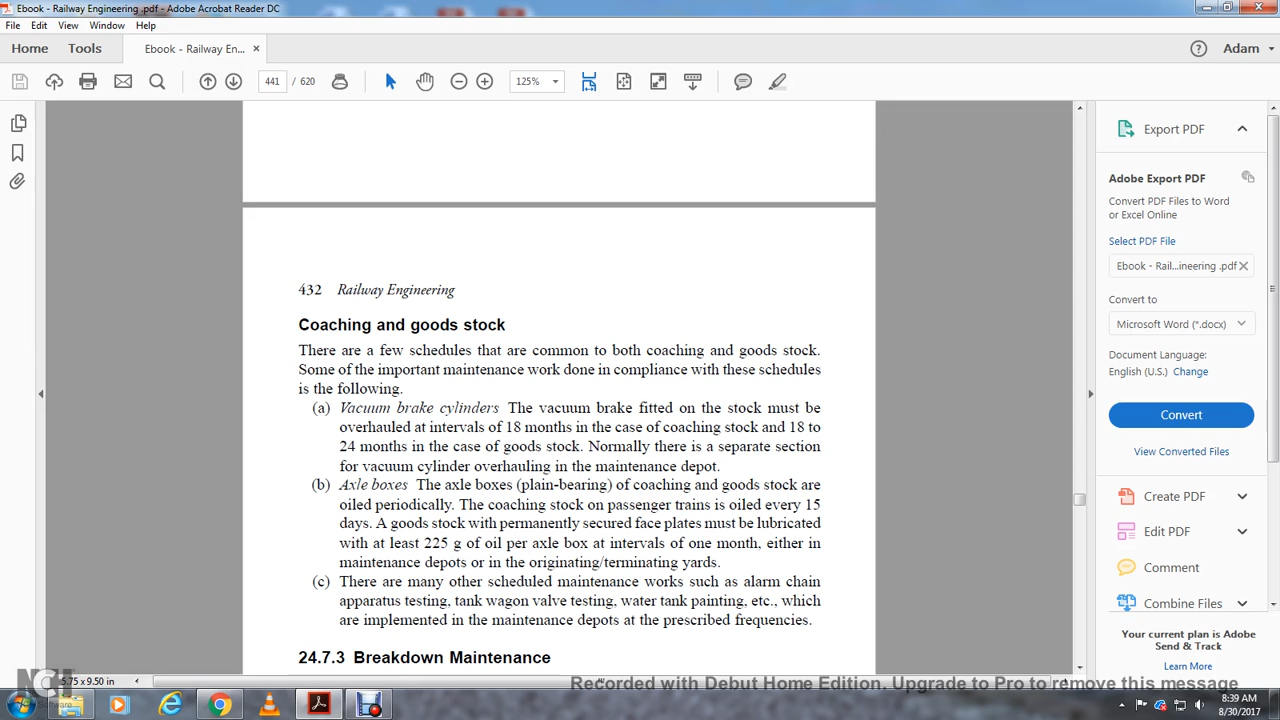 Ebook - Railway Engineering .pdf - Adobe Acrobat Reader DC
File Edit View Window Help
Home Tools Ebook - Railway En... × Adam
441 / 620 125%
Export PDF
Adobe Export PDF
Convert PDF Files to Word
or Excel Online
Select PDF File
Ebook - Rail...ineering .pdf ×
Convert to
Microsoft Word (*.docx)
Document Language:
English (U.S.) Change
Convert
View Converted Files
Create PDF
Edit PDF
Comment
Combine Files
Your current plan is Adobe
Send & Track
Learn More
432 Railway Engineering
Coaching and goods stock
There are a few schedules that are common to both coaching and goods stock.
Some of the important maintenance work done in compliance with these schedules
is the following.
(a) Vacuum brake cylinders The vacuum brake fitted on the stock must be
overhauled at intervals of 18 months in the case of coaching stock and 18 to
24 months in the case of goods stock. Normally there is a separate section
for vacuum cylinder overhauling in the maintenance depot.
(b) Axle boxes The axle boxes (plain-bearing) of coaching and goods stock are
oiled periodically. The coaching stock on passenger trains is oiled every 15
days. A goods stock with permanently secured face plates must be lubricated
with at least 225 g of oil per axle box at intervals of one month, either in
maintenance depots or in the originating/terminating yards.
(c) There are many other scheduled maintenance works such as alarm chain
apparatus testing, tank wagon valve testing, water tank painting, etc., which
are implemented in the maintenance depots at the prescribed frequencies.
24.7.3 Breakdown Maintenance
5.75 x 9.50 in
Recorded with Debut Home Edition. Upgrade to Pro to remove this message
NCH
Software
8:39 AM
8/30/2017